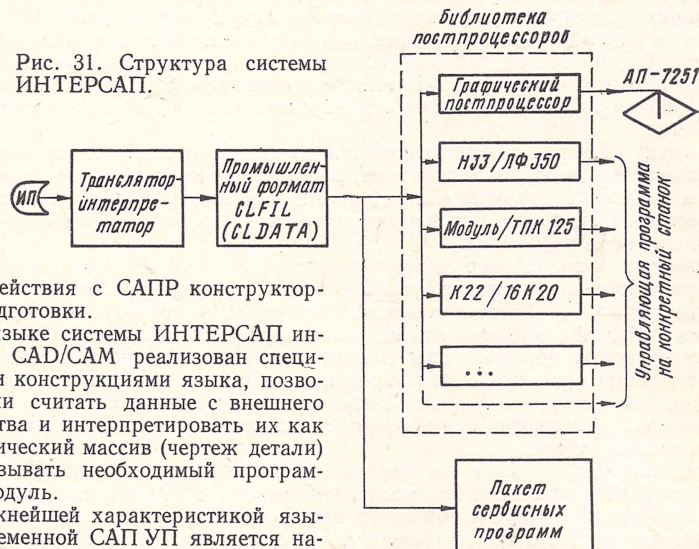 Библиотека
постпроцессоров
Рис. 31. Структура системы
ИНТЕРСАП.
ИП
Транслятор-
интерпре-
татор
Промышлен-
ный формат
CLFIL
(CLDATA)
Графический
постпроцессор
АП-7251
Н33/ЛФ350
Модуль/ТПК 125
К22/16К20
...
Управляющая программа
на конкретный станок
Пакет
сервисных
программ
ействия с САПР конструктор-
дготовки.
зыке системы ИНТЕРСАП ин-
CAD/CAM реализован специ-
и конструкциями языка, позво-
и считать данные с внешнего
тва и интерпретировать их как
ический массив (чертеж детали)
зывать необходимый програм-
одуль.
жнейшей характеристикой язы-
еменной САП УП является на-